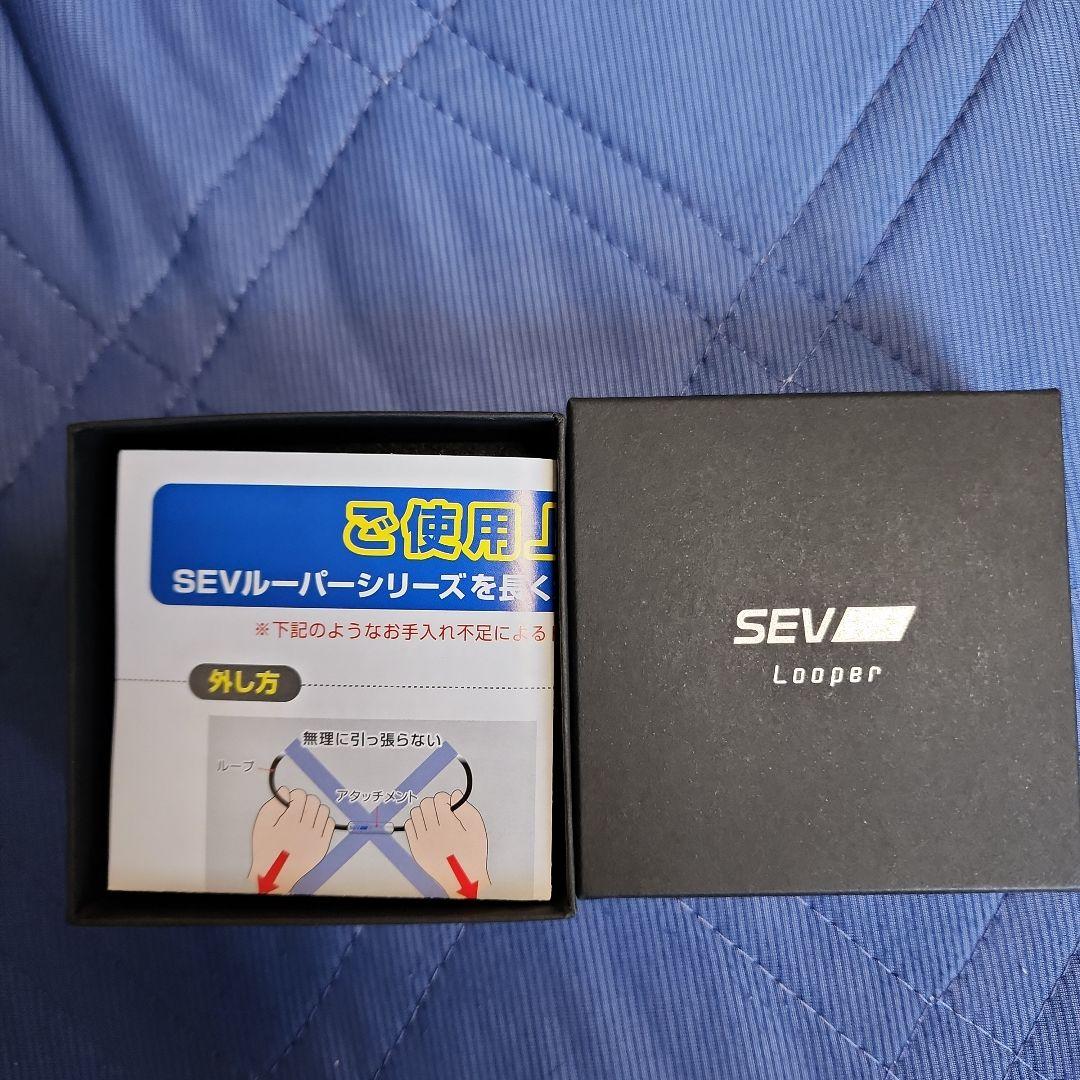 ご使用
SEVルーパーシリーズを長く
※下記のようなお手入れ不足による
外し方
無理に引っ張らない
ループ
アタッチメント
SEV
SEV
Looper